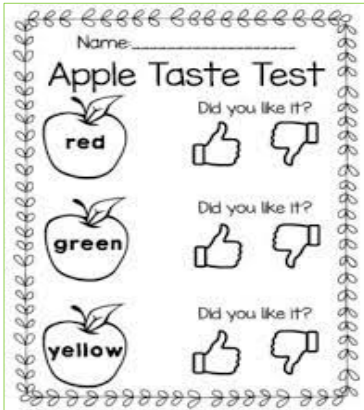 Name:____________________
Apple Taste Test
Did you like it?
red
Did you like it?
green
Did you like it?
yellow